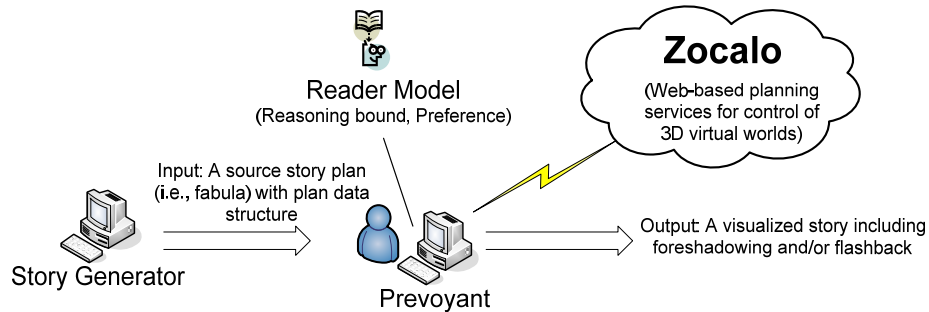 Zocalo
(Web-based planning
services for control of
3D virtual worlds)
Reader Model
(Reasoning bound, Preference)
Input: A source story plan
(i.e., fabula) with plan data
structure
Output: A visualized story including
foreshadowing and/or flashback
Story Generator
Prevoyant